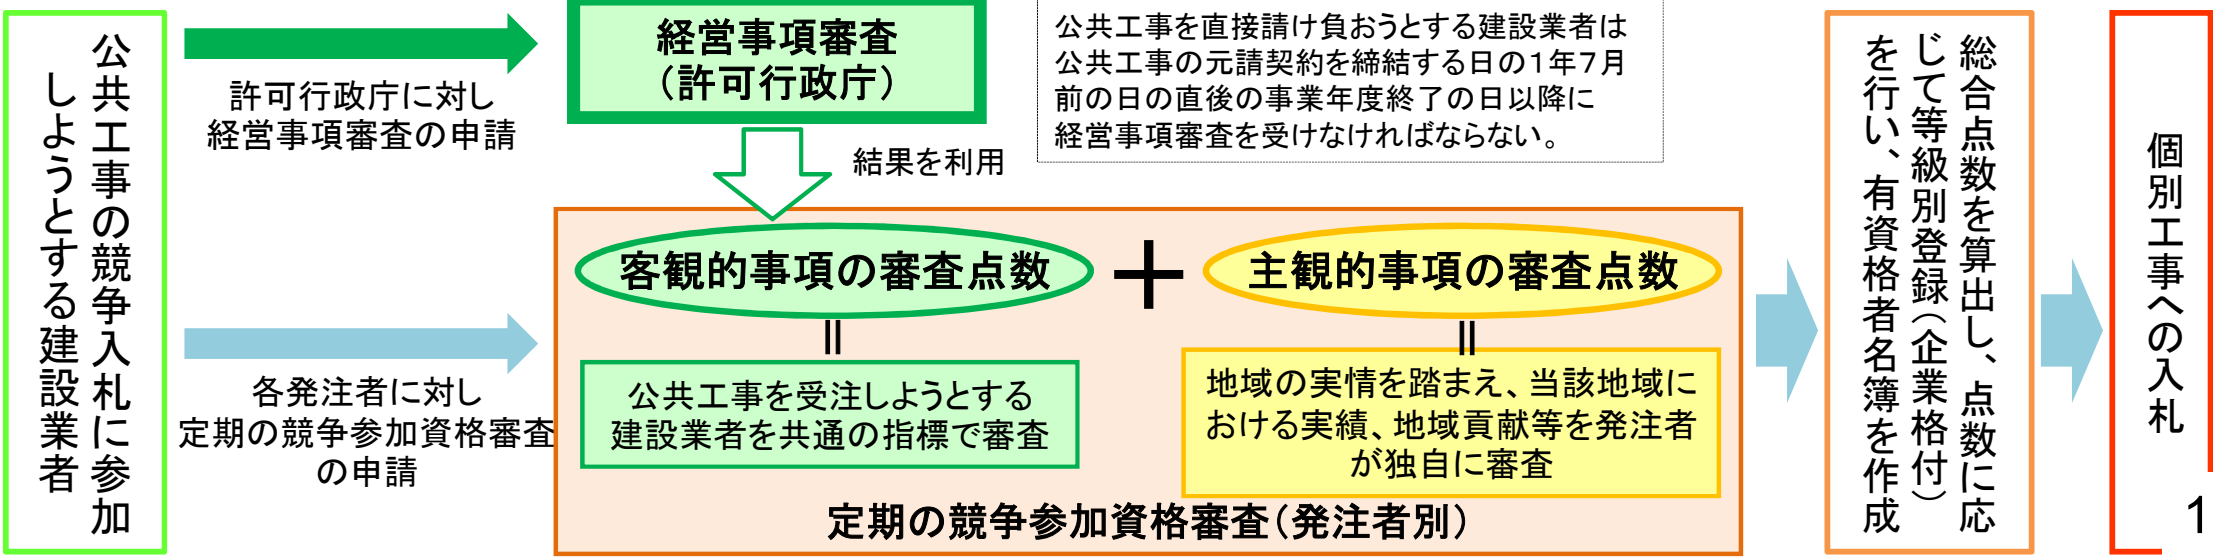 公共工事の競争入札に参加
しようとする建設業者
許可行政庁に対し
経営事項審査の申請
経営事項審査
（許可行政庁）
公共工事を直接請け負おうとする建設業者は
公共工事の元請契約を締結する日の１年７月
前の日の直後の事業年度終了の日以降に
経営事項審査を受けなければならない。
結果を利用
各発注者に対し
定期の競争参加資格審査
の申請
客観的事項の審査点数
＋
主観的事項の審査点数
＝
＝
公共工事を受注しようとする
建設業者を共通の指標で審査
地域の実情を踏まえ、当該地域に
おける実績、地域貢献等を発注者
が独自に審査
定期の競争参加資格審査（発注者別）
総合点数を算出し、点数に応
じて等級別登録（企業格付）
を行い、有資格者名簿を作成
個別工事への入札
1